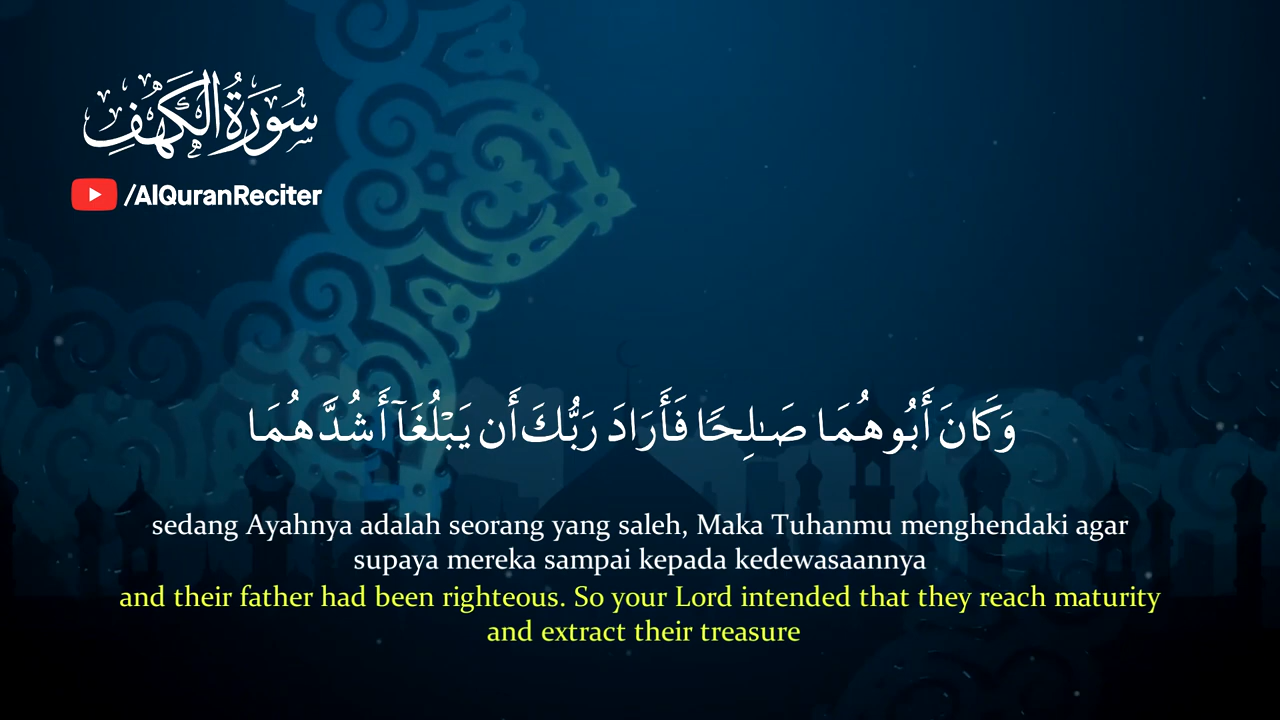 سُورَةُ الْكَهْفِ
/AlQuranReciter
وَكَانَ أَبُوهُمَا صَـٰلِحًا فَأَرَادَ رَبُّكَ أَن يَبْلُغَآ أَشُدَّهُمَا
sedang Ayahnya adalah seorang yang saleh, Maka Tuhanmu menghendaki agar
supaya mereka sampai kepada kedewasaannya
and their father had been righteous. So your Lord intended that they reach maturity
and extract their treasure